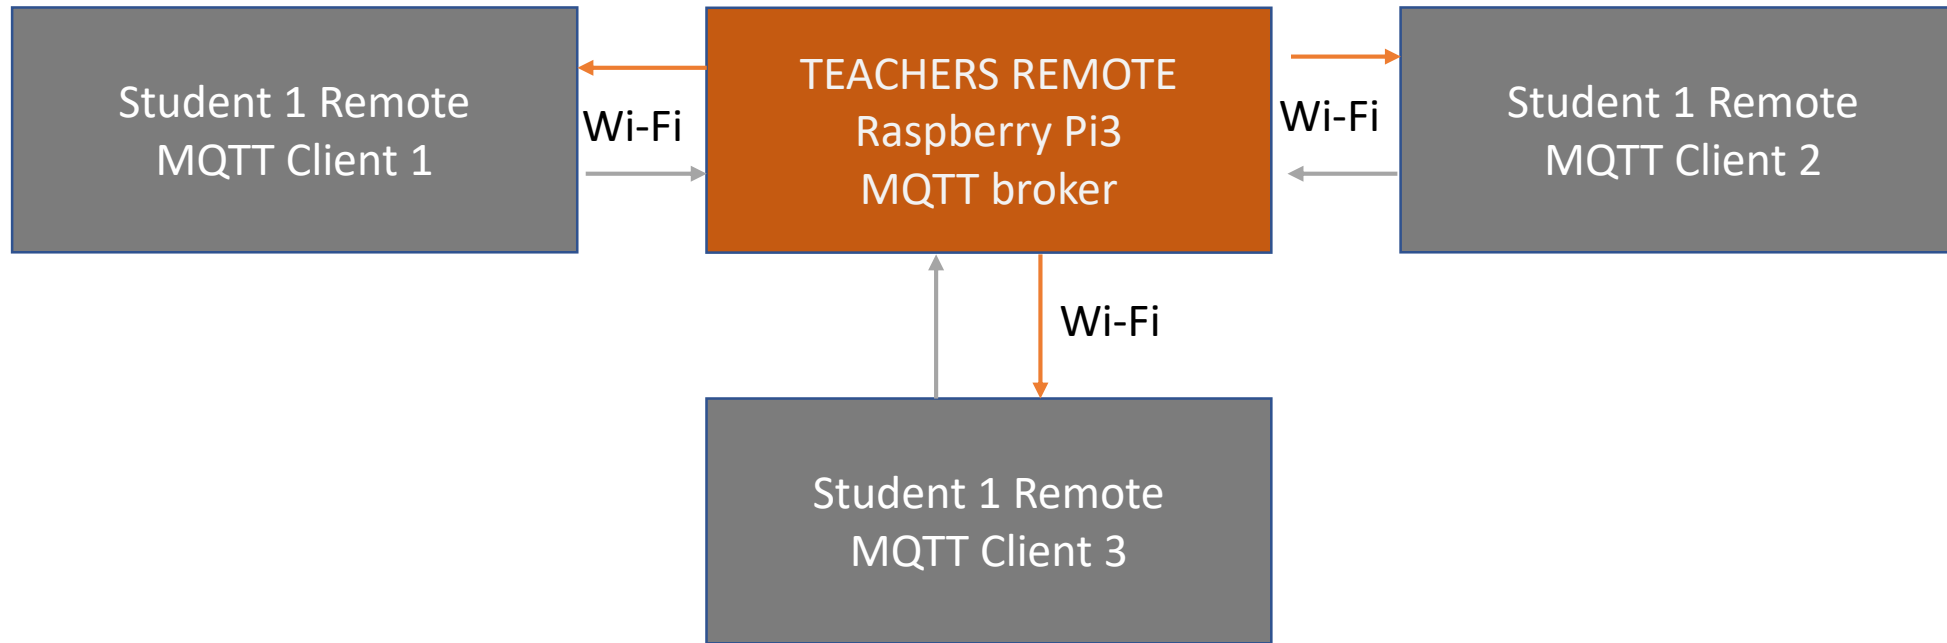 Student 1 Remote
MQTT Client 1
Wi-Fi
TEACHERS REMOTE
Raspberry Pi3
MQTT broker
Wi-Fi
Student 1 Remote
MQTT Client 2
Wi-Fi
Student 1 Remote
MQTT Client 3